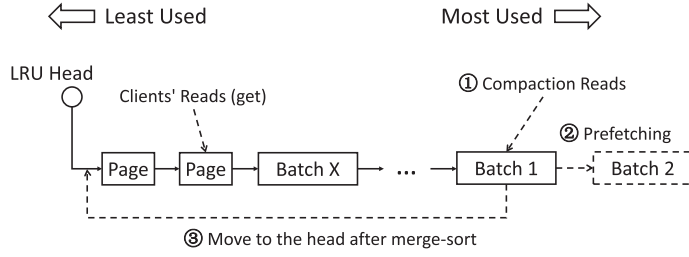 Least Used
Most Used
LRU Head
Clients' Reads (get)
① Compaction Reads
② Prefetching
Page
Page
Batch X
...
Batch 1
Batch 2
③ Move to the head after merge-sort